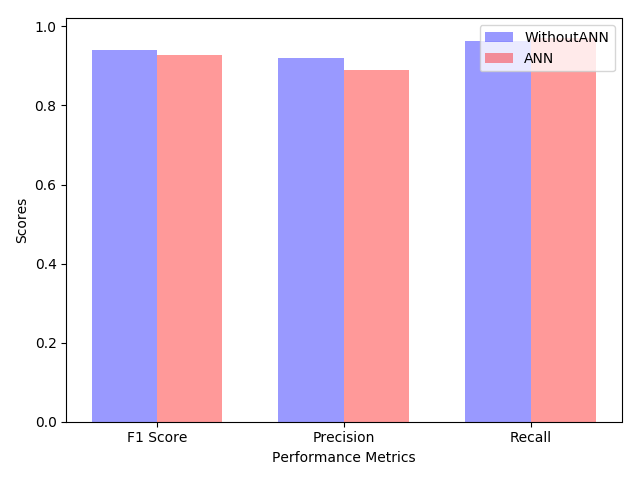 1.0
0.8
0.6
0.4
0.2
0.0
Scores
WithoutANN
ANN
F1 Score
Precision
Recall
Performance Metrics